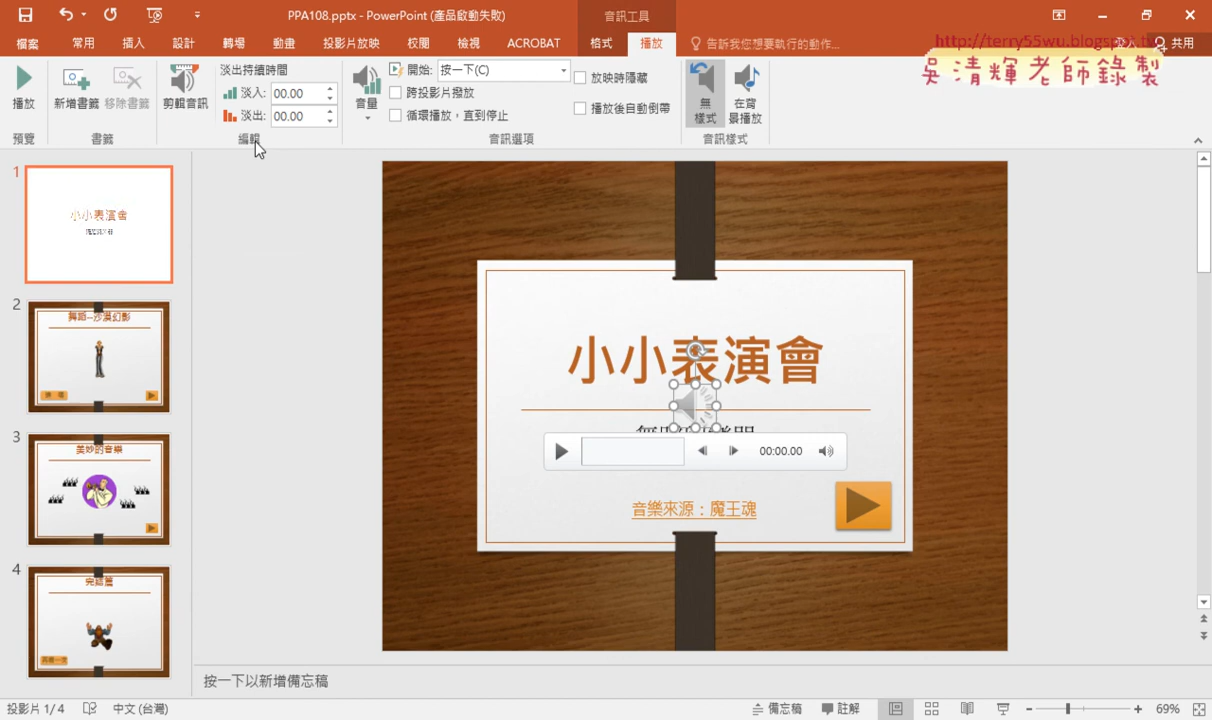 PPA108.pptx - PowerPoint (產品啟動失敗)
音訊工具
檔案
常用
插入
設計
轉場
動畫
投影片放映
校閱
檢視
ACROBAT
格式
播放
告訴我您想要執行的動作...
共用
http://terry55wu.blogspot.tw
吳清輝老師錄製
播放
新增書籤
移除書籤
剪輯音訊
淡出持續時間
淡入: 00.00
淡出: 00.00
音量
開始: 按一下(C)
跨投影片撥放
循環播放,直到停止
放映時隱藏
播放後自動倒帶
無樣式
在背景播放
預覽
書籤
編輯
音訊選項
音訊樣式
1
小小表演會
2
舞蹈--沙漠幻影
3
美妙的音樂
4
完結篇
小小表演會
00:00.00
音樂來源:魔王魂
按一下以新增備忘稿
投影片 1/4
中文 (台灣)
備忘稿
註解
69%